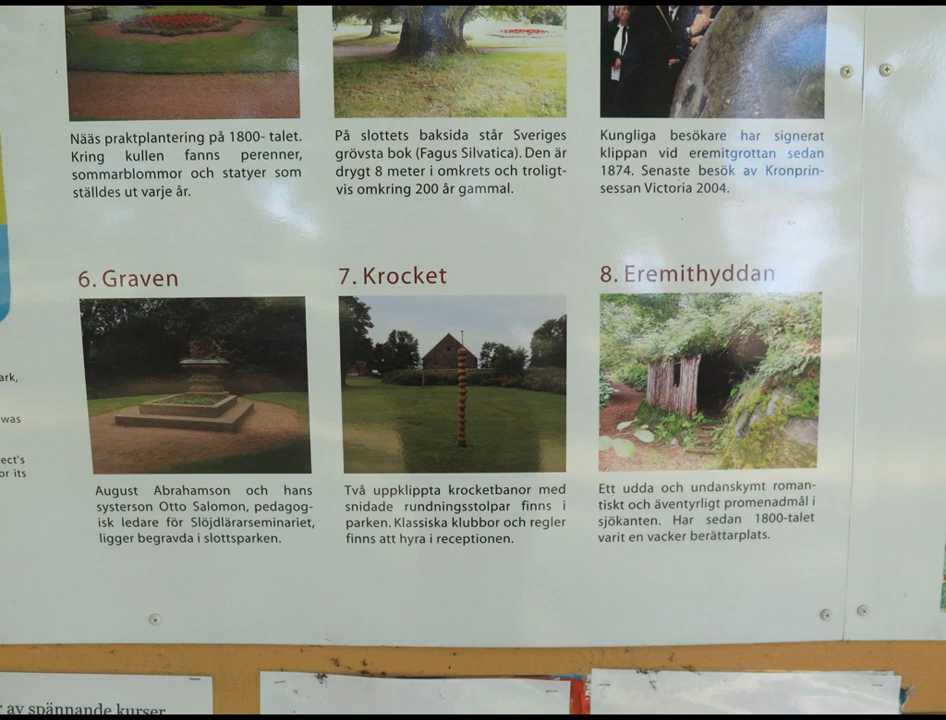 Nääs praktplantering på 1800- talet.
Kring kullen fanns perenner,
sommarblommor och statyer som
ställdes ut varje år.
På slottets baksida står Sveriges
grövsta bok (Fagus Silvatica). Den är
drygt 8 meter i omkrets och troligt-
vis omkring 200 år gammal.
Kungliga besökare har signerat
klippan vid eremitgrottan sedan
1874. Senaste besök av Kronprin-
sessan Victoria 2004.
6. Graven
August Abrahamson och hans
systerson Otto Salomon, pedagog-
isk ledare för Slöjdlärarseminariet,
ligger begravda i slottsparken.
7. Krocket
Två uppklippta krocketbanor med
snidade rundningsstolpar finns i
parken. Klassiska klubbor och regler
finns att hyra i receptionen.
8. Eremithyddan
Ett udda och undanskymt roman-
tiskt och äventyrligt promenadmål i
sjökanten. Har sedan 1800-talet
varit en vacker berättarplats.
ark,
was
ect's
or its
r av spännande kurser